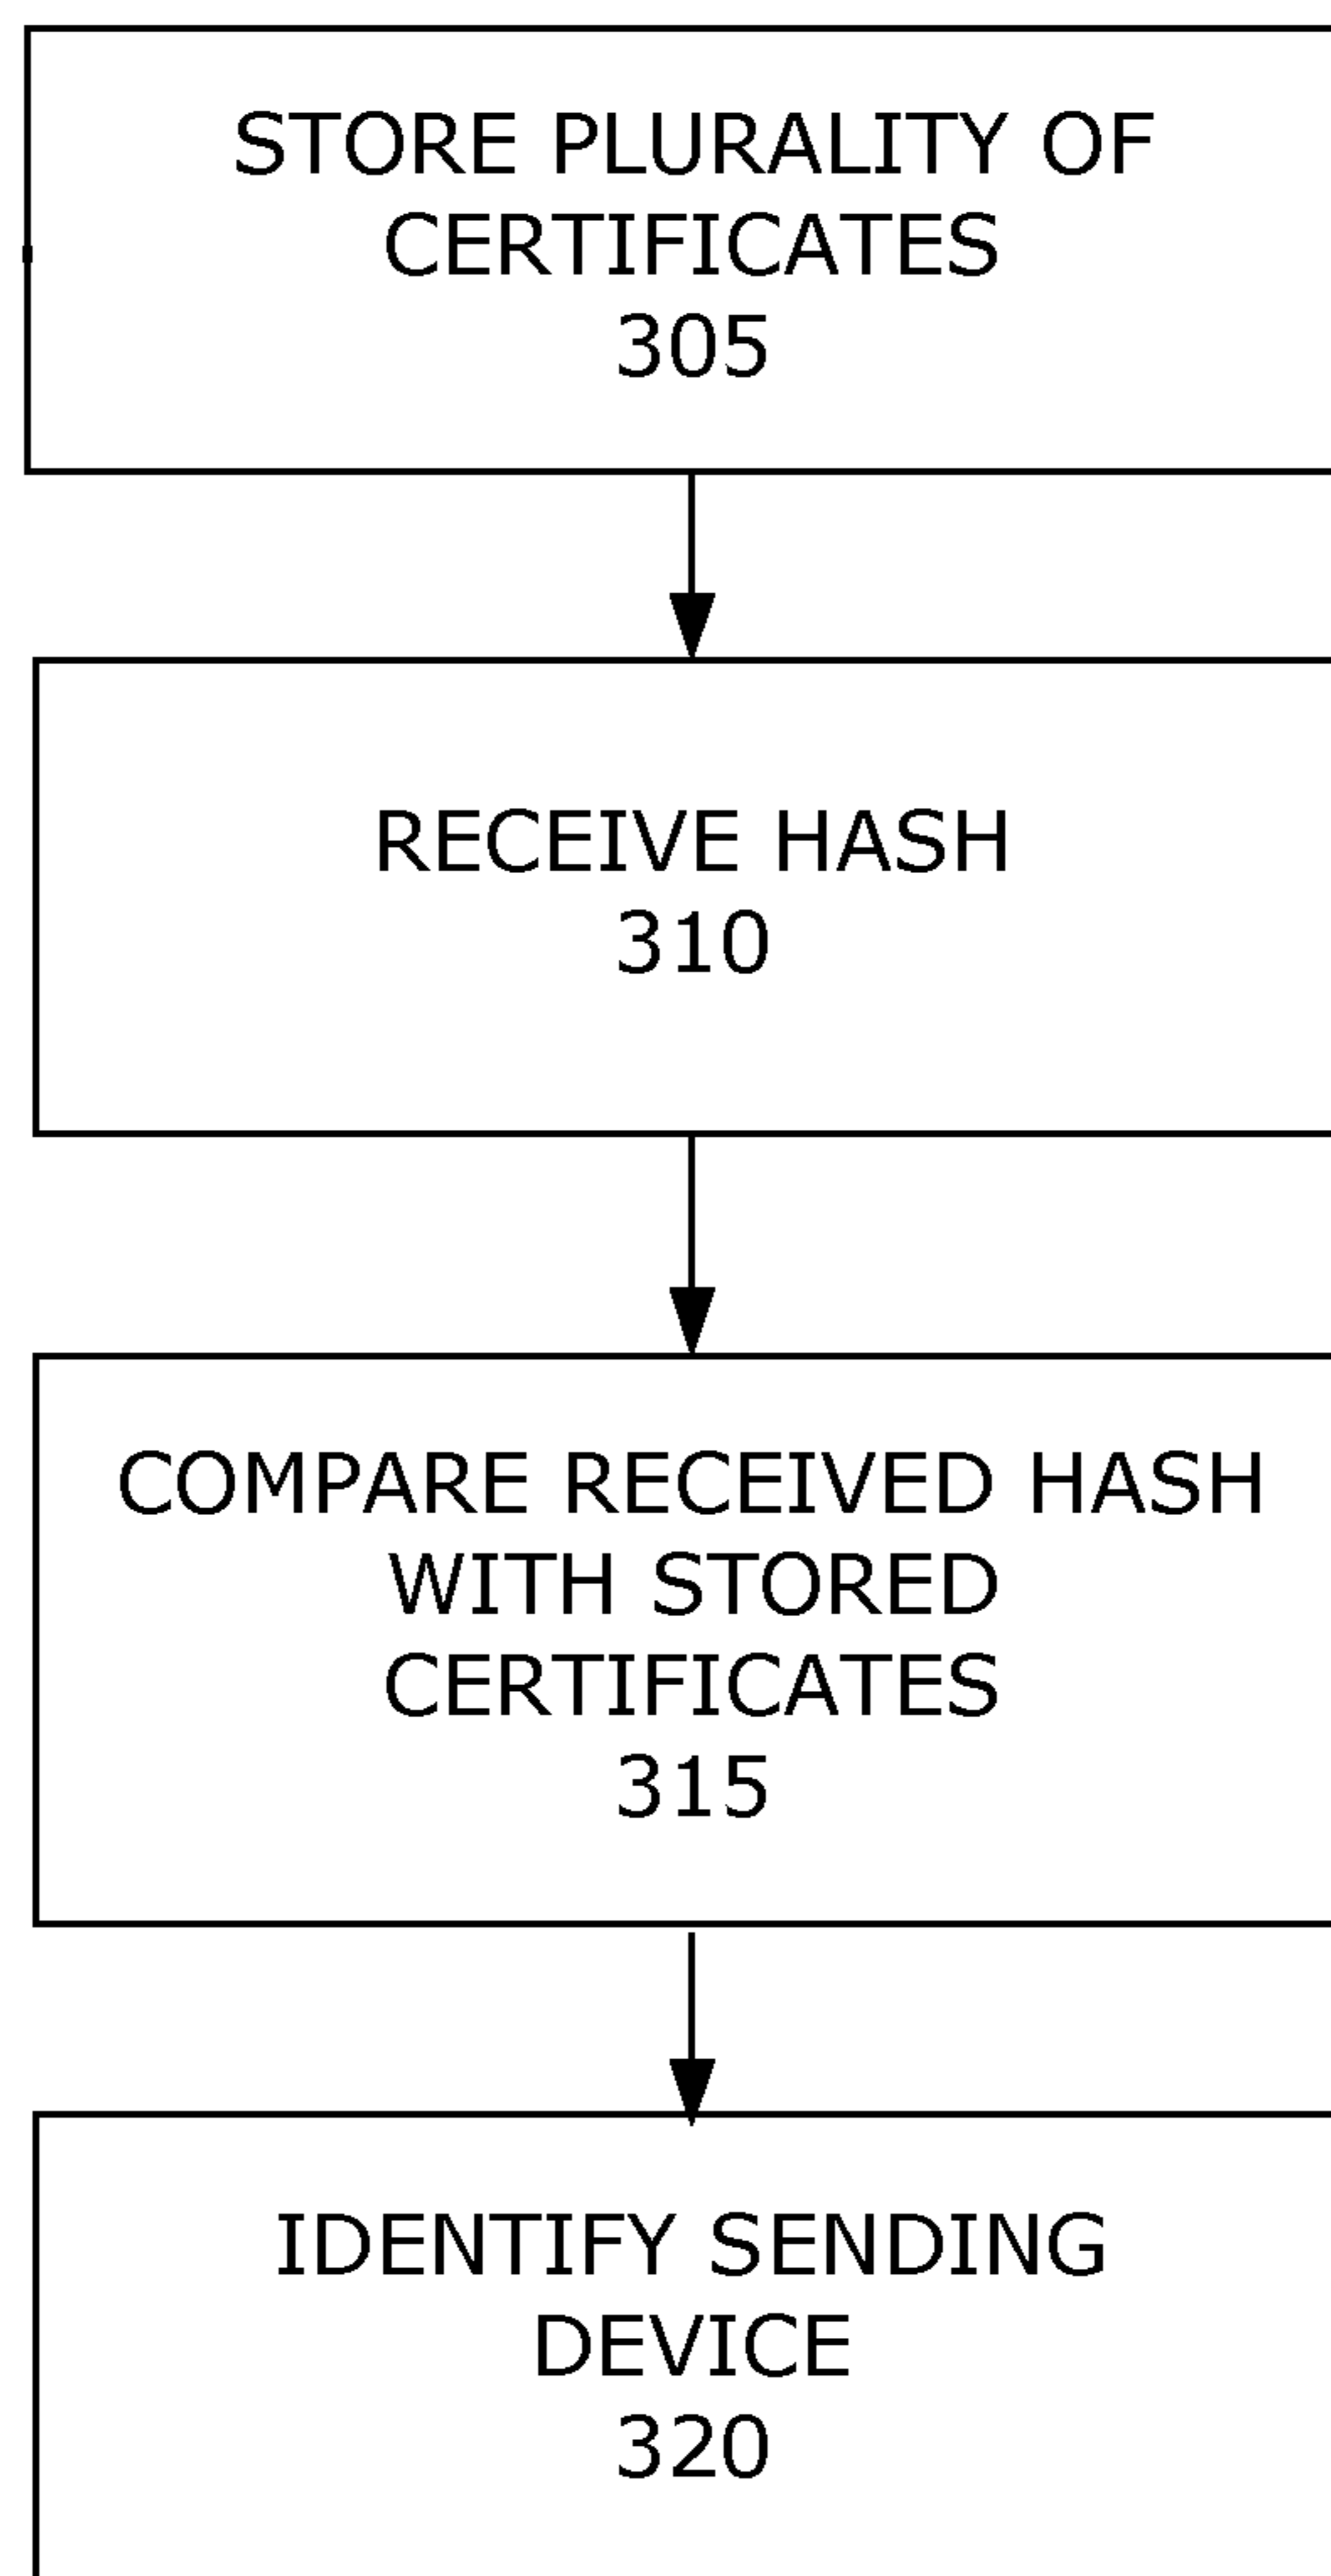 STORE PLURALITY OF
CERTIFICATES
305
RECEIVE HASH
310
COMPARE RECEIVED HASH
WITH STORED
CERTIFICATES
315
IDENTIFY SENDING
DEVICE
320